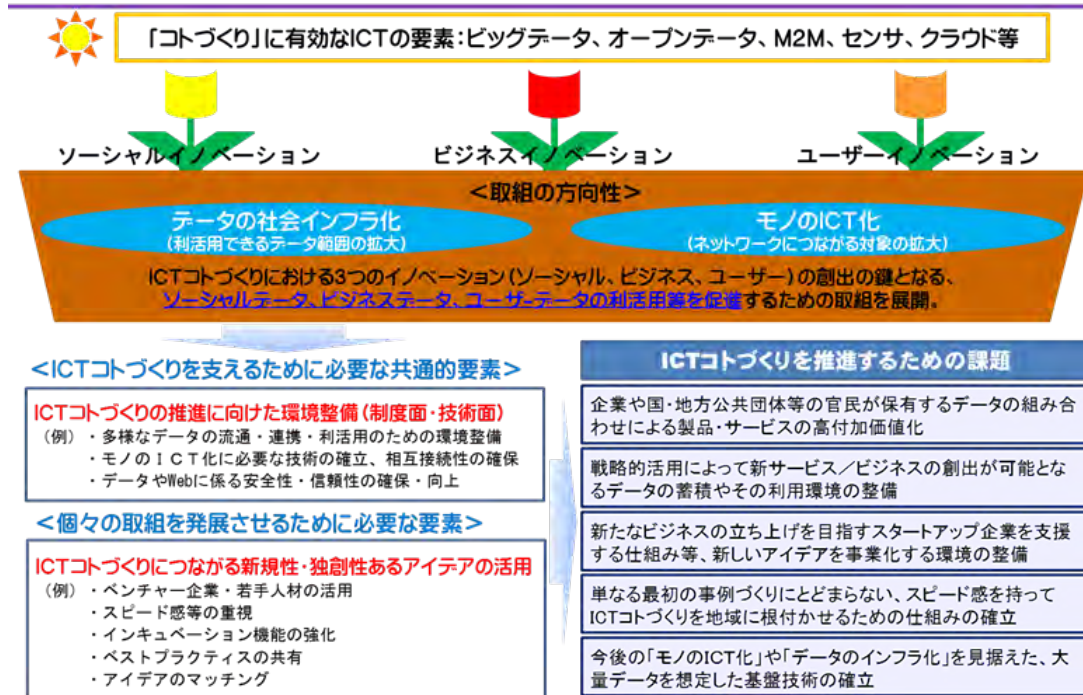 「コトづくり」に有効なICTの要素:ビッグデータ、オープンデータ、M2M、センサ、クラウド等
ソーシャルイノベーション
ビジネスイノベーション
ユーザーイノベーション
＜取組の方向性＞
データの社会インフラ化
(利活用できるデータ範囲の拡大)
モノのICT化
(ネットワークにつながる対象の拡大)
ICTコトづくりにおける3つのイノベーション(ソーシャル、ビジネス、ユーザー)の創出の鍵となる、
ソーシャルデータ、ビジネスデータ、ユーザーデータの利活用等を促進するための取組を展開。
＜ICTコトづくりを支えるために必要な共通的要素＞
ICTコトづくりの推進に向けた環境整備(制度面・技術面)
(例) ・多様なデータの流通・連携・利活用のための環境整備
・モノのＩＣＴ化に必要な技術の確立、相互接続性の確保
・データやWebに係る安全性・信頼性の確保・向上
＜個々の取組を発展させるために必要な要素＞
ICTコトづくりにつながる新規性・独創性あるアイデアの活用
(例) ・ベンチャー企業・若手人材の活用
・スピード感等の重視
・インキュベーション機能の強化
・ベストプラクティスの共有
・アイデアのマッチング
ICTコトづくりを推進するための課題
企業や国・地方公共団体等の官民が保有するデータの組み合
わせによる製品・サービスの高付加価値化
戦略的活用によって新サービス／ビジネスの創出が可能とな
るデータの蓄積やその利用環境の整備
新たなビジネスの立ち上げを目指すスタートアップ企業を支援
する仕組み等、新しいアイデアを事業化する環境の整備
単なる最初の事例づくりにとどまらない、スピード感を持って
ICTコトづくりを地域に根付かせるための仕組みの確立
今後の「モノのICT化」や「データのインフラ化」を見据えた、大
量データを想定した基盤技術の確立